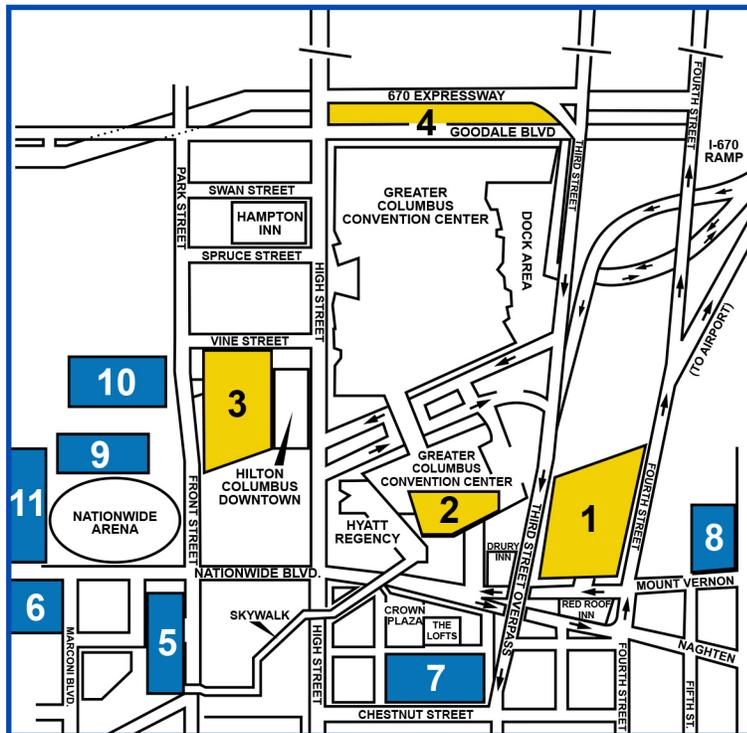 670 EXPRESSWAY
4
GOODALE BLVD
FOURTH STREET
I-670
RAMP
PARK STREET
SWAN STREET
HAMPTON
INN
SPRUCE STREET
HIGH STREET
GREATER
COLUMBUS
CONVENTION CENTER
DOCK AREA
THIRD STREET
(TO AIRPORT)
VINE STREET
10
3
9
11
NATIONWIDE
ARENA
FRONT STREET
HILTON
COLUMBUS
DOWNTOWN
GREATER
COLUMBUS
CONVENTION CENTER
2
HYATT
REGENCY
1
FOURTH STREET
8
DRURY
INN
THIRD STREET OVERPASS
NATIONWIDE BLVD.
MOUNT VERNON
6
5
SKYWALK
CROWN
PLAZA
THE
LOFTS
RED ROOF
INN
NAGHTEN
MARCONI BLVD.
HIGH STREET
7
FOURTH STREET
FIFTH ST.
CHESTNUT STREET